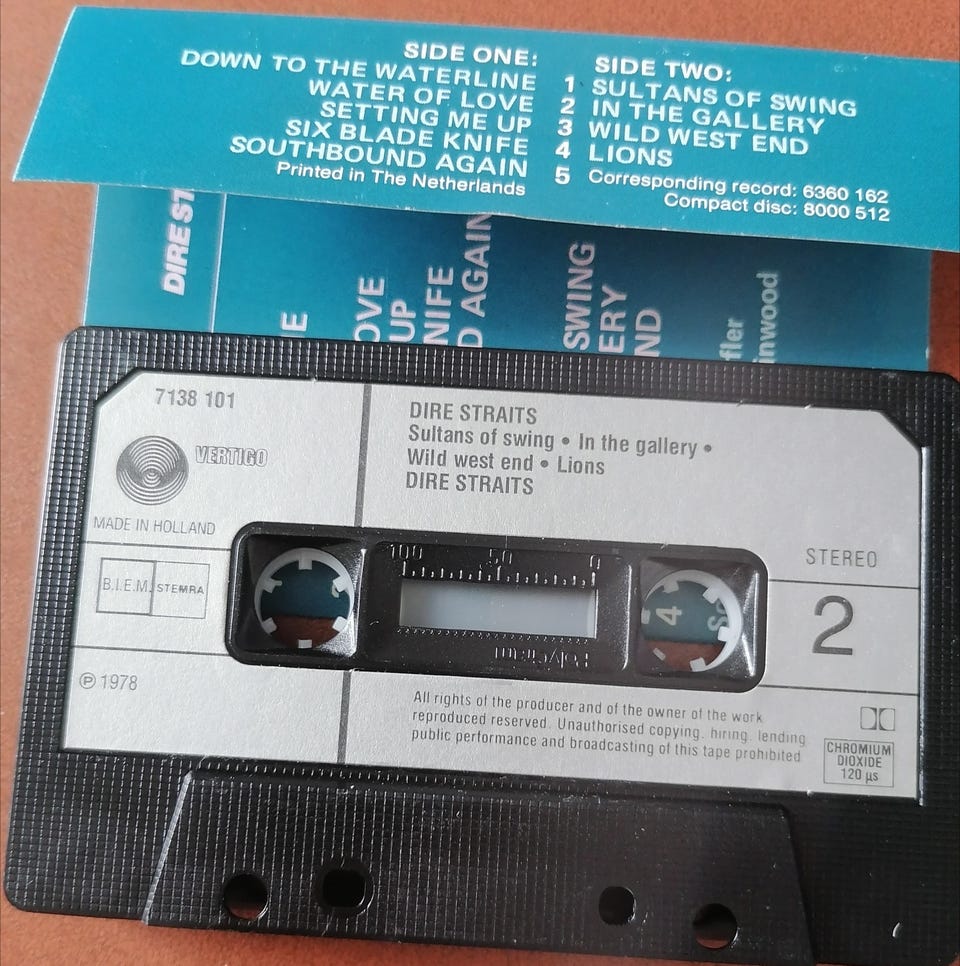 SIDE ONE:
DOWN TO THE WATERLINE 1
WATER OF LOVE 2
SETTING ME UP 3
SIX BLADE KNIFE 4
SOUTHBOUND AGAIN 5
Printed in The Netherlands
SIDE TWO:
SULTANS OF SWING
IN THE GALLERY
WILD WEST END
LIONS
Corresponding record: 6360 162
Compact disc: 8000 512
DIRE ST
E
OVE
UP
NIFE
D AGAIN
SWING
ERY
ND
fler
inwood
7138 101
VERTIGO
MADE IN HOLLAND
B.I.E.M. STEMRA
℗ 1978
DIRE STRAITS
Sultans of swing • In the gallery •
Wild west end • Lions
DIRE STRAITS
100 50 0
PolyGram
4
STEREO
2
All rights of the producer and of the owner of the work
reproduced reserved. Unauthorised copying, hiring, lending
public performance and broadcasting of this tape prohibited
CHROMIUM
DIOXIDE
120 µs